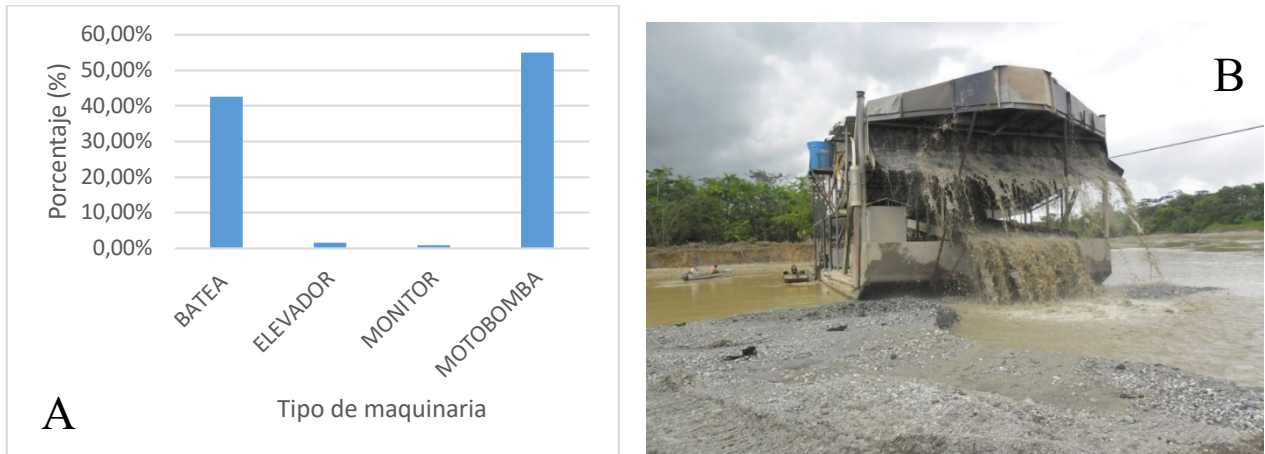 60,00%
50,00%
40,00%
30,00%
20,00%
10,00%
0,00%
Porcentaje (%)
BATEA
ELEVADOR
MONITOR
MOTOBOMBA
Tipo de maquinaria
A
B